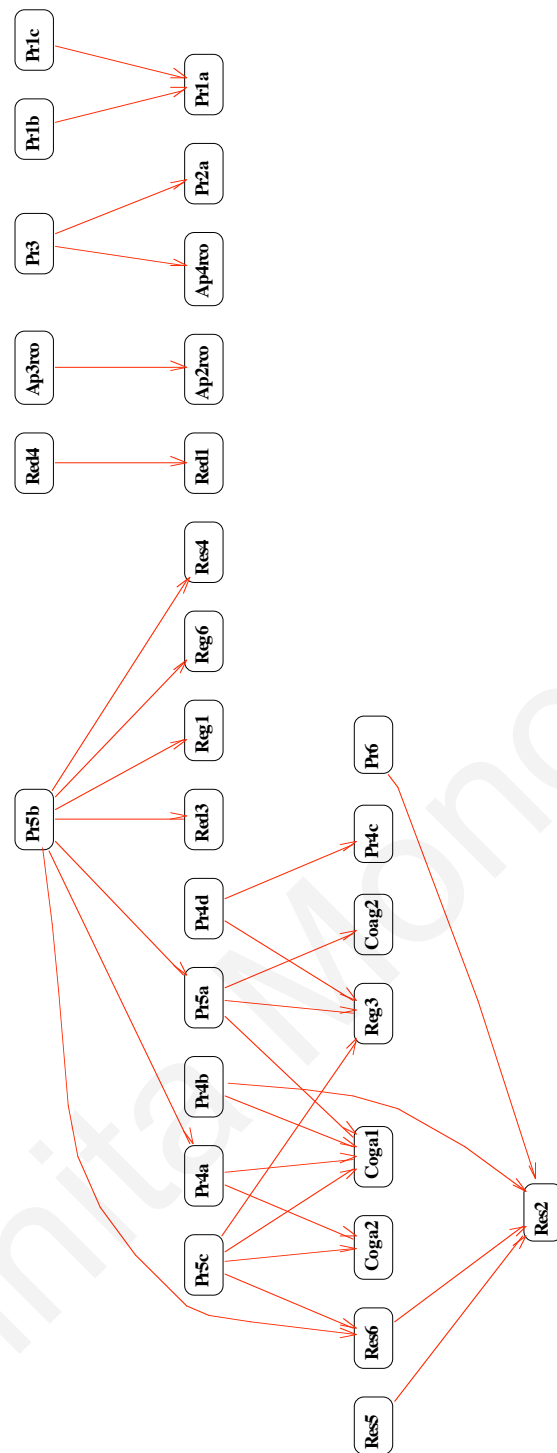 Pr1c
Pr1b
Pr3
Ap3rco
Red4
Pr5b
Pr1a
Pr2a
Ap4rco
Ap2rco
Red1
Res4
Reg6
Reg1
Red3
Pr4d
Pr5a
Pr4b
Pr4a
Pr5c
Pr6
Pr4c
Coag2
Reg3
Coga1
Coga2
Res6
Res5
Res2